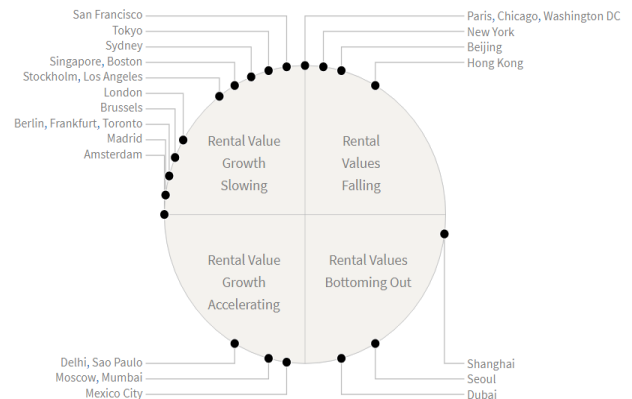 San Francisco
Tokyo
Sydney
Singapore, Boston
Stockholm, Los Angeles
London
Brussels
Berlin, Frankfurt, Toronto
Madrid
Amsterdam
Paris, Chicago, Washington DC
New York
Beijing
Hong Kong
Rental Value
Growth
Slowing
Rental
Values
Falling
Rental Value
Growth
Accelerating
Rental Values
Bottoming Out
Delhi, Sao Paulo
Moscow, Mumbai
Mexico City
Shanghai
Seoul
Dubai